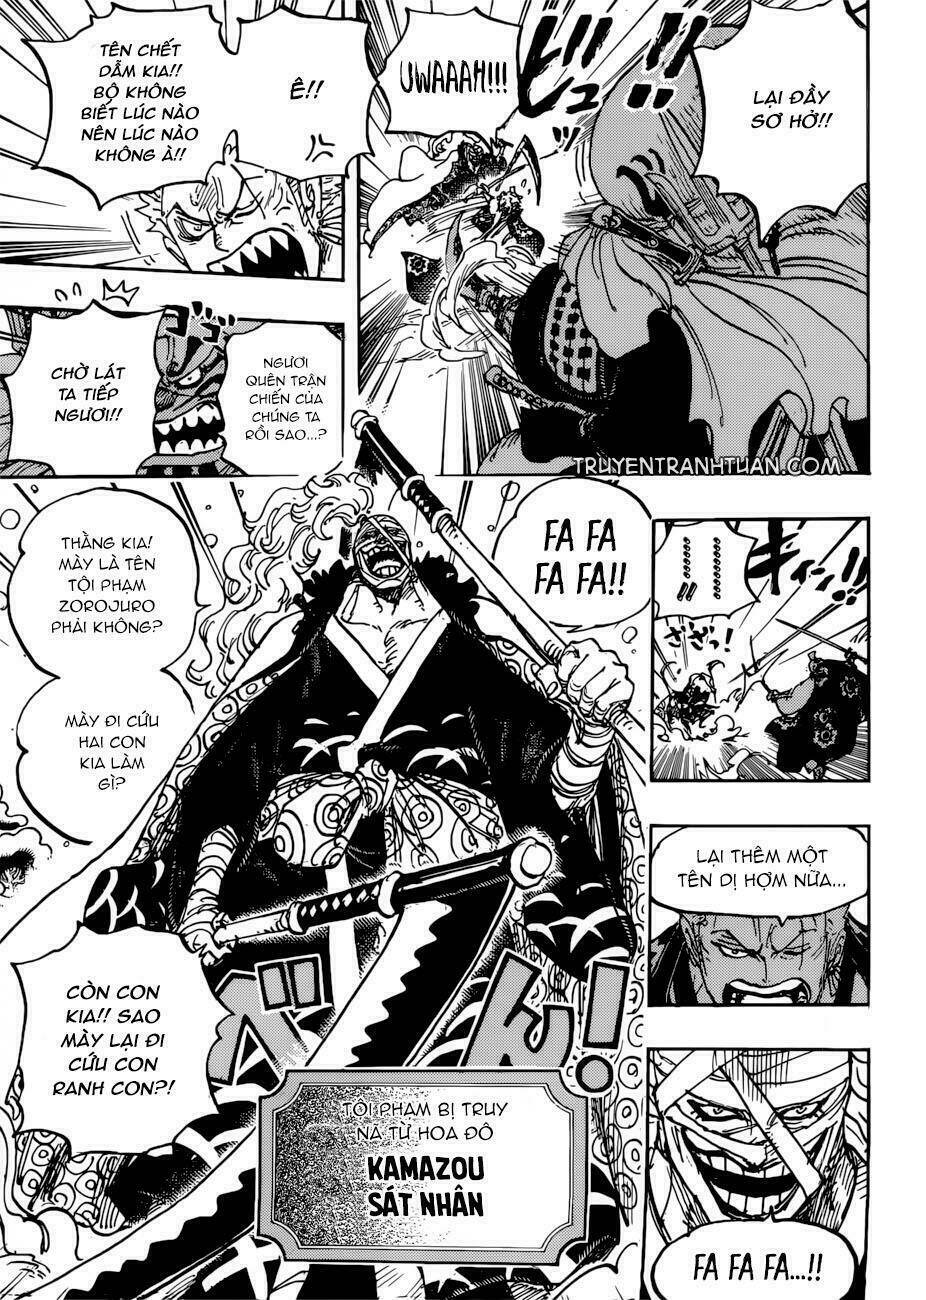 LẠI ĐẦY
SƠ HỞ!!
ビュ!!
UWAAAH!!!
Ê!!
TÊN CHẾT
DẪM KIA!!
BỘ KHÔNG
BIẾT LÚC NÀO
NÊN LÚC NÀO
KHÔNG À!!
NGƯƠI
QUÊN TRẬN
CHIẾN CỦA
CHÚNG TA
RỒI SAO...?
CHỜ LÁT
TA TIẾP
NGƯƠI!!
TRUYENTRANHTUAN.COM
FA FA
FA FA!!
THẰNG KIA!
MÀY LÀ TÊN
TỘI PHẠM
ZOROJURO
PHẢI KHÔNG?
MÀY ĐI CỨU
HAI CON
KIA LÀM
GÌ?
LẠI THÊM MỘT
TÊN DỊ HỢM NỮA...
CÒN CON
KIA!! SAO
MÀY LẠI ĐI
CỨU CON
RANH CON?!
べん!
TỘI PHẠM BỊ TRUY
NÃ TỪ HOA ĐÔ
KAMAZOU
SÁT NHÂN
FA FA FA...!!